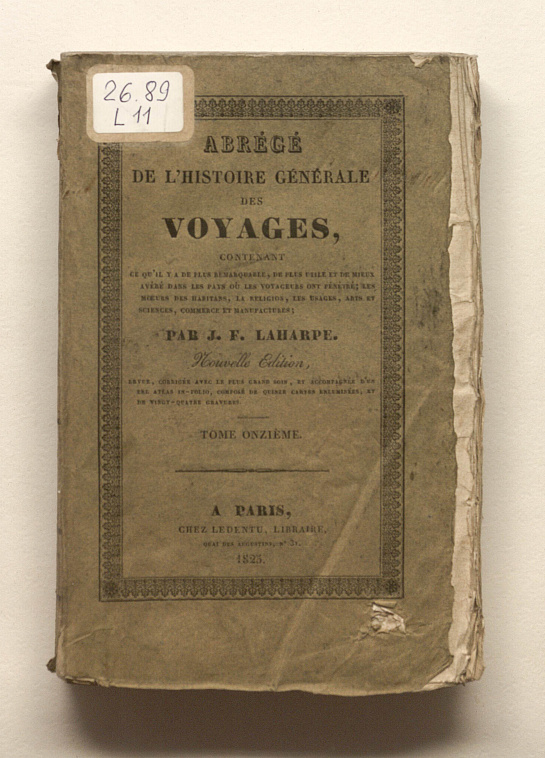 26.89
L 11
ABRÉGÉ
DE L'HISTOIRE GÉNÉRALE
DES
VOYAGES,
CONTENANT
CE QU'IL Y A DE PLUS REMARQUABLE, DE PLUS UTILE ET DE MIEUX
AVÉRÉ DANS LES PAYS OÙ LES VOYAGEURS ONT PÉNÉTRÉ; LES
MŒURS DES HABITANS, LA RELIGION, LES USAGES, ARTS ET
SCIENCES, COMMERCE ET MANUFACTURES;
PAR J. F. LAHARPE.
Nouvelle Édition,
REVUE, CORRIGÉE AVEC LE PLUS GRAND SOIN, ET ACCOMPAGNÉE D'UN
ATLAS IN-FOLIO, COMPOSÉ DE QUINZE CARTES ENLUMINÉES, ET
DE VINGT-QUATRE GRAVURES.
TOME ONZIÈME.
A PARIS,
CHEZ LEDENTU, LIBRAIRE,
QUAI DES AUGUSTINS, N°
1825.